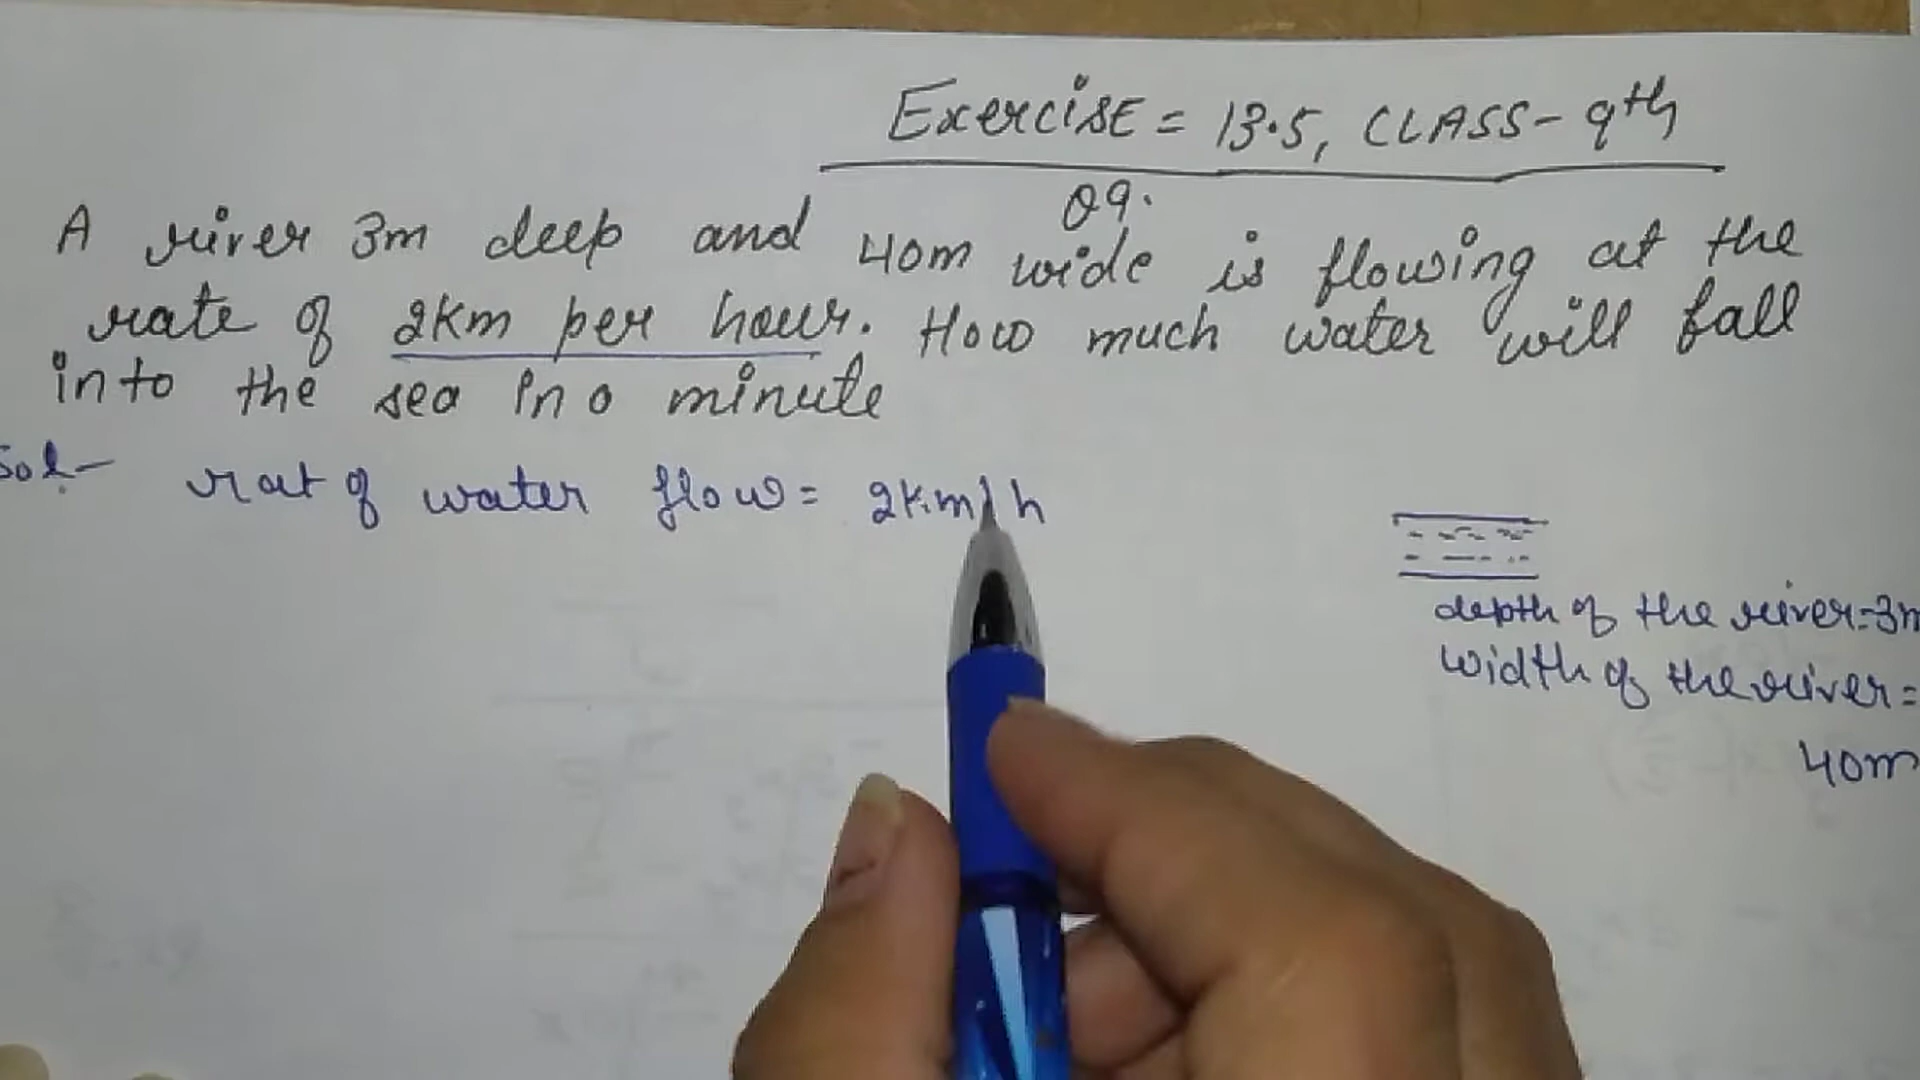 Exercise = 13.5, CLASS - 9th
Q9.
A river 3m deep and 40m wide is flowing at the
rate of 2km per hour. How much water will fall
into the sea in a minute
Sol- rat of water flow = 2km/h
depth of the river = 3m
width of the river =
40m